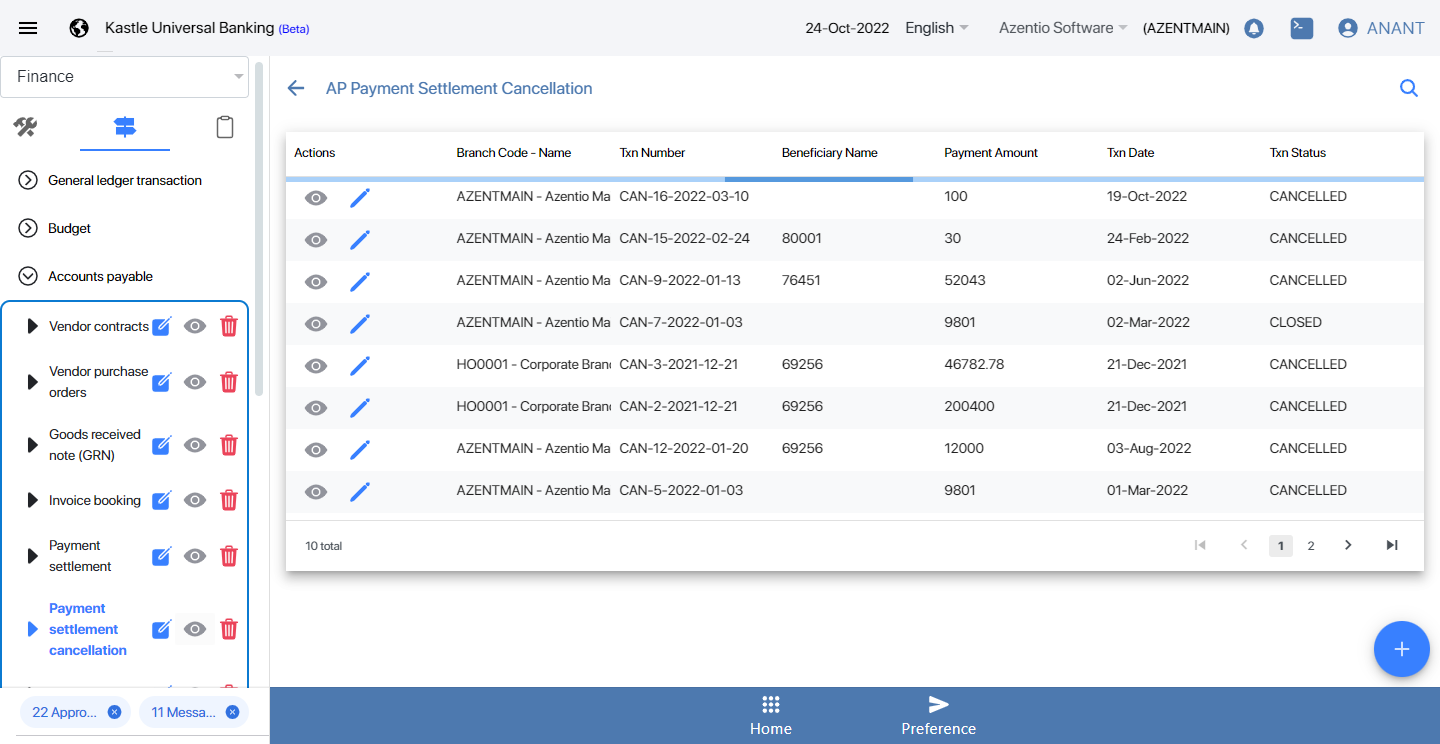 Kastle Universal Banking (Beta)
24-Oct-2022 English Azentio Software (AZENTMAIN) ANANT
Finance
AP Payment Settlement Cancellation
General ledger transaction
Budget
Accounts payable
Vendor contracts
Vendor purchase
orders
Goods received
note (GRN)
Invoice booking
Payment
settlement
Payment
settlement
cancellation
Actions Branch Code - Name Txn Number Beneficiary Name Payment Amount Txn Date Txn Status
AZENTMAIN - Azentio Ma CAN-16-2022-03-10 100 19-Oct-2022 CANCELLED
AZENTMAIN - Azentio Ma CAN-15-2022-02-24 80001 30 24-Feb-2022 CANCELLED
AZENTMAIN - Azentio Ma CAN-9-2022-01-13 76451 52043 02-Jun-2022 CANCELLED
AZENTMAIN - Azentio Ma CAN-7-2022-01-03 9801 02-Mar-2022 CLOSED
HO0001 - Corporate Bran CAN-3-2021-12-21 69256 46782.78 21-Dec-2021 CANCELLED
HO0001 - Corporate Bran CAN-2-2021-12-21 69256 200400 21-Dec-2021 CANCELLED
AZENTMAIN - Azentio Ma CAN-12-2022-01-20 69256 12000 03-Aug-2022 CANCELLED
AZENTMAIN - Azentio Ma CAN-5-2022-01-03 9801 01-Mar-2022 CANCELLED
10 total 1 2
22 Appro... 11 Messa...
Home Preference